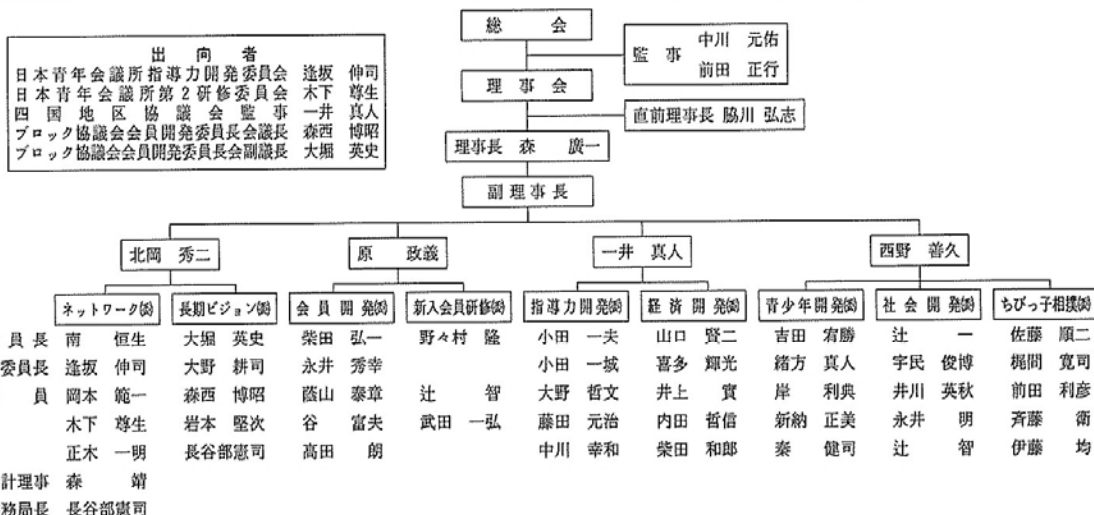 総会
監事 中川 元佑
前田 正行
理事会
直前理事長 脇川 弘志
理事長 森 廣一
副理事長
出向者
日本青年会議所指導力開発委員会 逢坂 伸司
日本青年会議所第2研修委員会 木下 尊生
四国地区協議会監事 一井 真人
ブロック協議会会員開発委員長会議長 森西 博昭
ブロック協議会会員開発委員長会副議長 大堀 英史
北岡 秀二 原 政義 一井 真人 西野 善久
ネットワーク㈸ 長期ビジョン㈸ 会員開発㈸ 新入会員研修㈸ 指導力開発㈸ 経済開発㈸ 青少年開発㈸ 社会開発㈸ ちびっ子相撲㈸
員長 南 恒生 大堀 英史 柴田 弘一 野々村 隆 小田 一夫 山口 賢二 吉田 宥勝 辻 一 佐藤 順二
委員長 逢坂 伸司 大野 耕司 永井 秀幸 小田 一城 喜多 輝光 緒方 真人 宇民 俊博 梶間 寛司
員 岡本 範一 森西 博昭 蔭山 泰章 辻 智 大野 哲文 井上 實 岸 利典 井川 英秋 前田 利彦
木下 尊生 岩本 堅次 谷 富夫 武田 一弘 藤田 元治 内田 哲信 新納 正美 永井 明 斉藤 衛
正木 一明 長谷部憲司 高田 朗 中川 幸和 柴田 和郎 秦 健司 辻 智 伊藤 均
計理事 森 靖
務局長 長谷部憲司